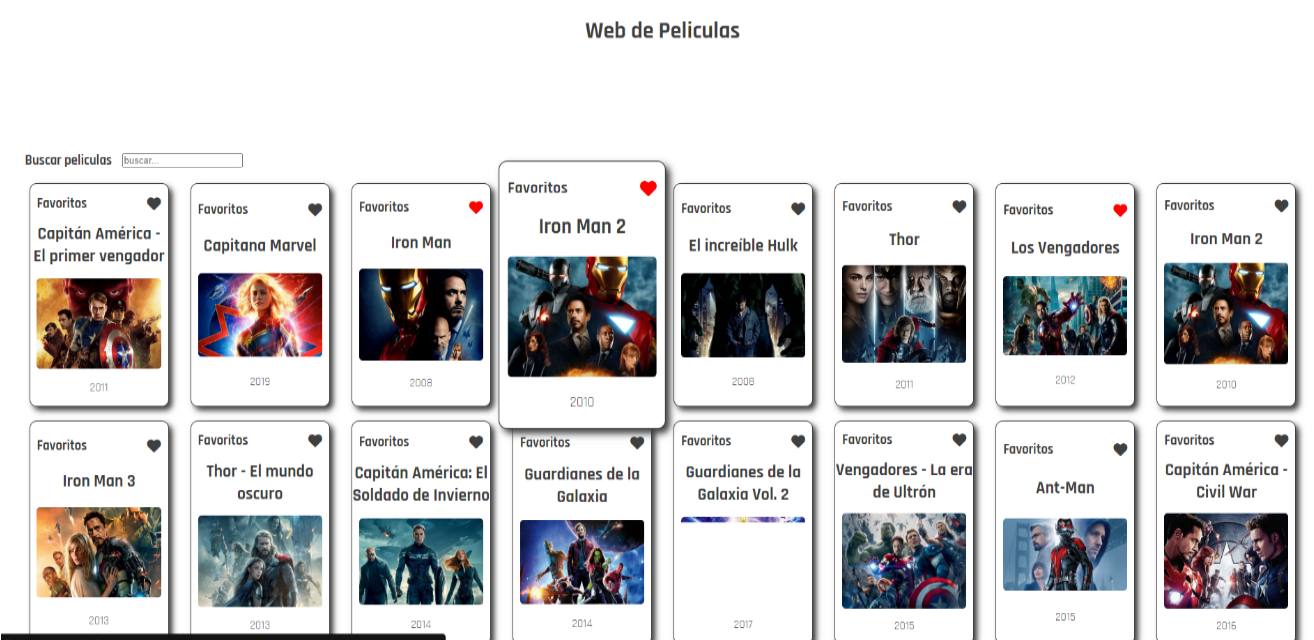 Web de Peliculas
Buscar peliculas buscar...
Favoritos
Capitán América -
El primer vengador
2011
Favoritos
Capitana Marvel
2019
Favoritos
Iron Man
2008
Favoritos
Iron Man 2
2010
Favoritos
El increíble Hulk
2008
Favoritos
Thor
2011
Favoritos
Los Vengadores
2012
Favoritos
Iron Man 2
2010
Favoritos
Iron Man 3
2013
Favoritos
Thor - El mundo
oscuro
2013
Favoritos
Capitán América: El
Soldado de Invierno
2014
Favoritos
Guardianes de la
Galaxia
2014
Favoritos
Guardianes de la
Galaxia Vol. 2
2017
Favoritos
Vengadores - La era
de Ultrón
2015
Favoritos
Ant-Man
2015
Favoritos
Capitán América -
Civil War
2016